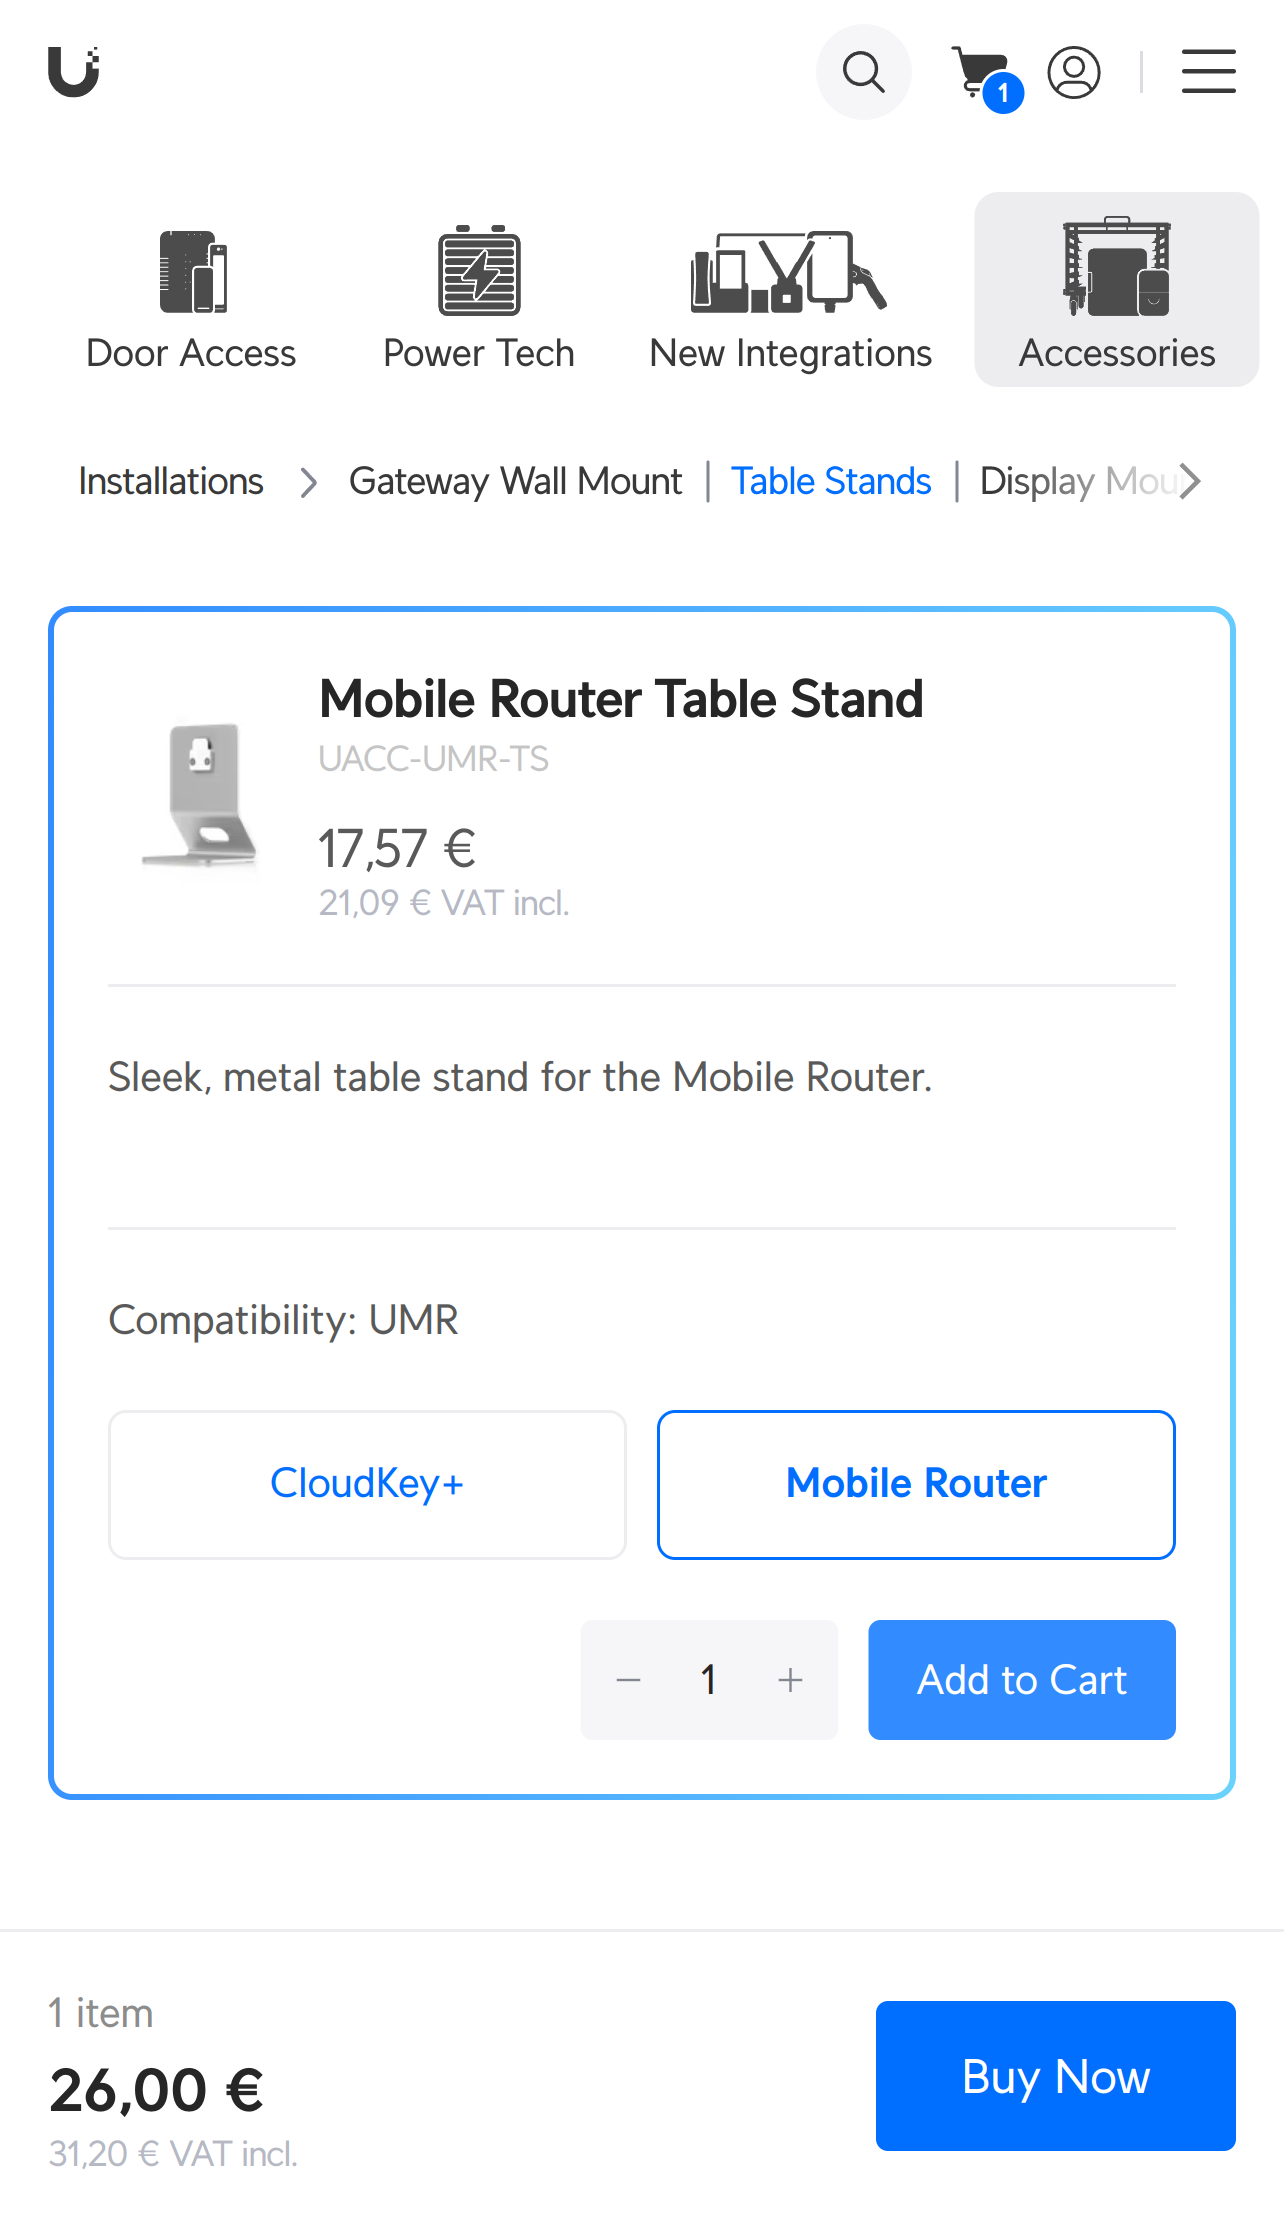 1
Door Access
Power Tech
New Integrations
Accessories
Installations
Gateway Wall Mount
Table Stands
Display Mou
Mobile Router Table Stand
UACC-UMR-TS
17,57 €
21,09 € VAT incl.
Sleek, metal table stand for the Mobile Router.
Compatibility: UMR
CloudKey+
Mobile Router
1
Add to Cart
1 item
26,00 €
31,20 € VAT incl.
Buy Now